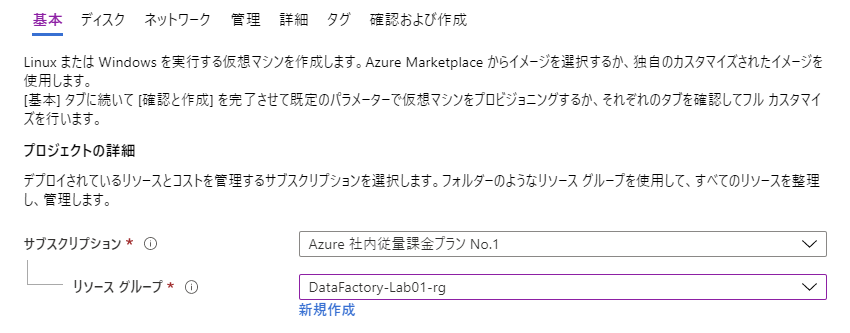 基本 ディスク ネットワーク 管理 詳細 タグ 確認および作成
Linux または Windows を実行する仮想マシンを作成します。Azure Marketplace からイメージを選択するか、独自のカスタマイズされたイメージを
使用します。
[基本] タブに続いて [確認と作成] を完了させて既定のパラメーターで仮想マシンをプロビジョニングするか、それぞれのタブを確認してフル カスタマイ
ズを行います。
プロジェクトの詳細
デプロイされているリソースとコストを管理するサブスクリプションを選択します。フォルダーのようなリソース グループを使用して、すべてのリソースを整理
し、管理します。
サブスクリプション * Azure 社内従量課金プラン No.1
リソース グループ * DataFactory-Lab01-rg
新規作成